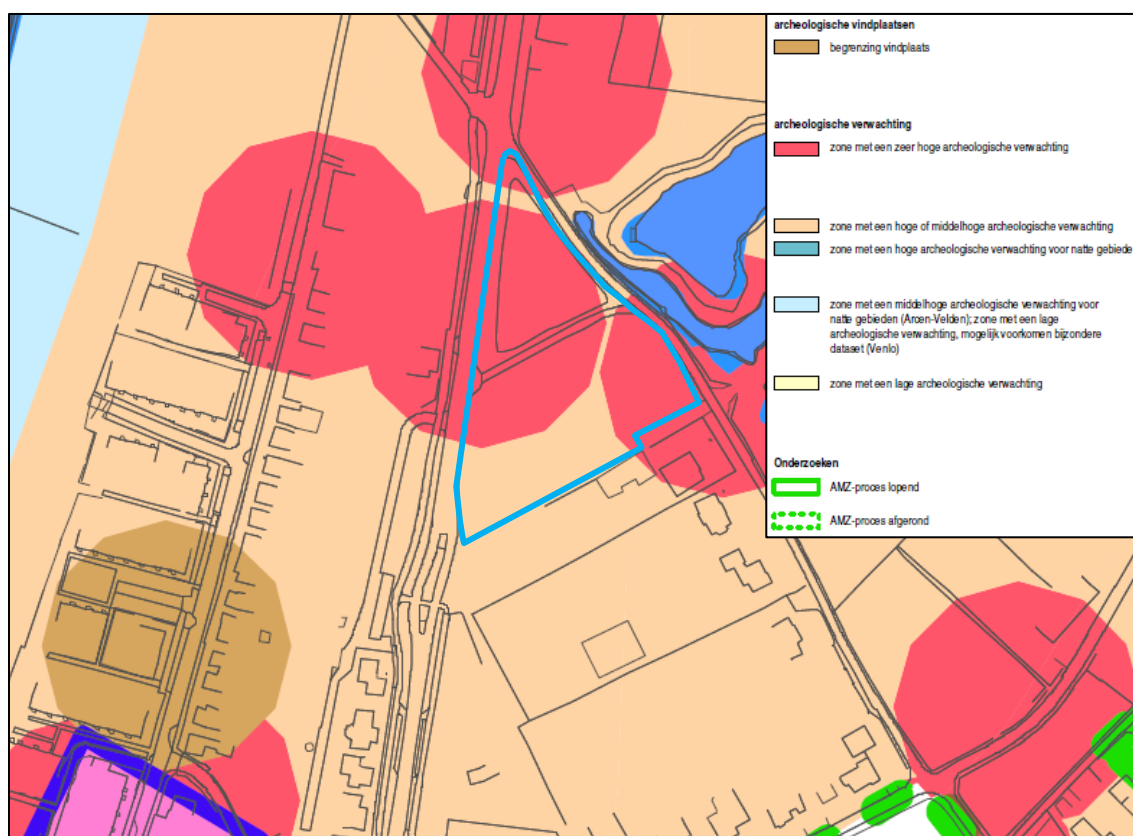 archeologische vindplaatsen
begrenzing vindplaats
archeologische verwachting
zone met een zeer hoge archeologische verwachting
zone met een hoge of middelhoge archeologische verwachting
zone met een hoge archeologische verwachting voor natte gebiede
zone met een middelhoge archeologische verwachting voor
natte gebieden (Arcen-Velden); zone met een lage
archeologische verwachting, mogelijk voorkomen bijzondere
dataset (Venlo)
zone met een lage archeologische verwachting
Onderzoeken
AMZ-proces lopend
AMZ-proces afgerond